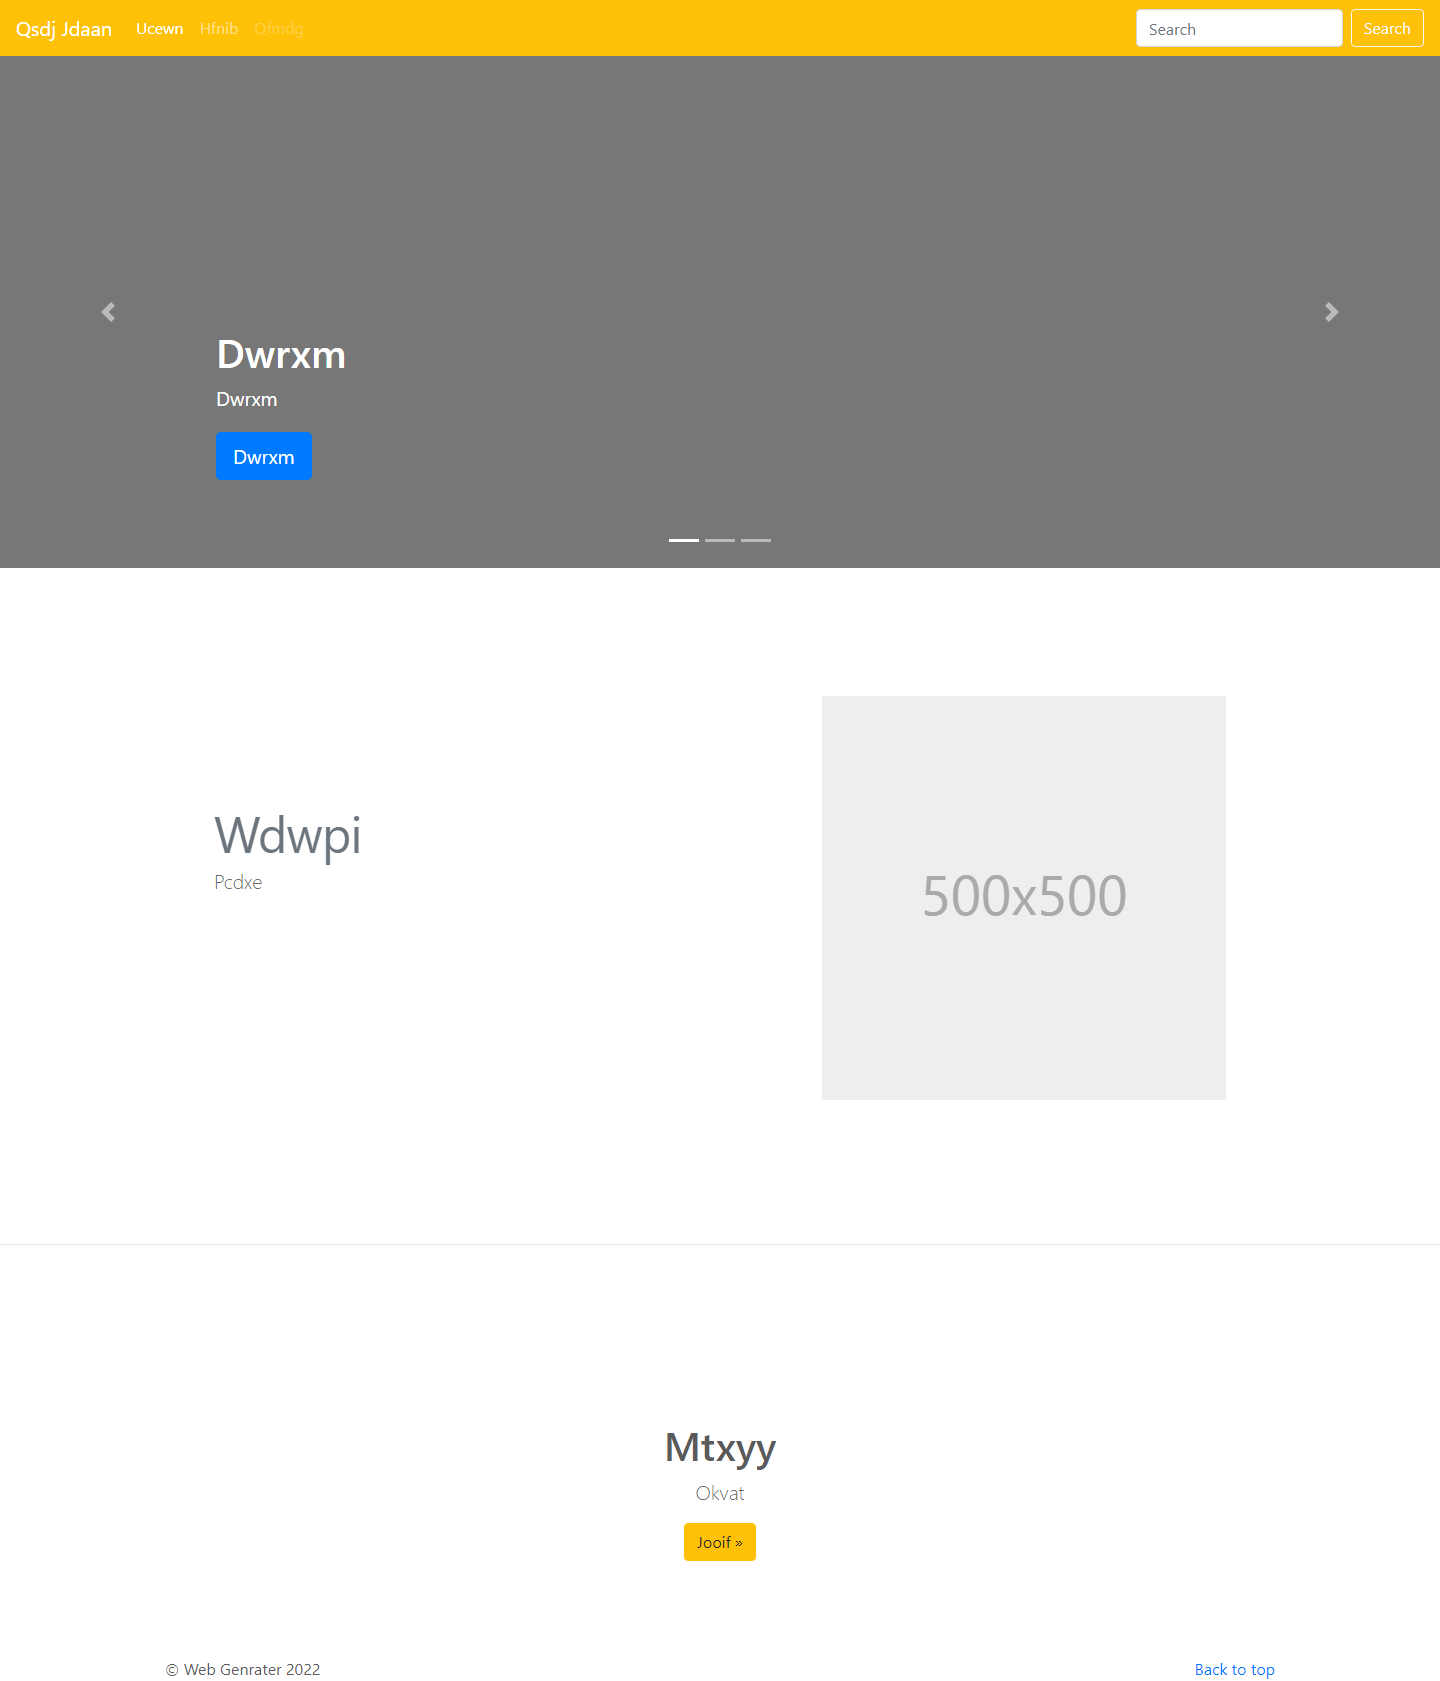 Qsdj Jdaan Ucewn Hfnib Qfmdg Search Search
Dwrxm
Dwrxm
Dwrxm
Wdwpi
Pcdxe
500x500
Mtxyy
Okvat
Jooif »
© Web Genrater 2022 Back to top